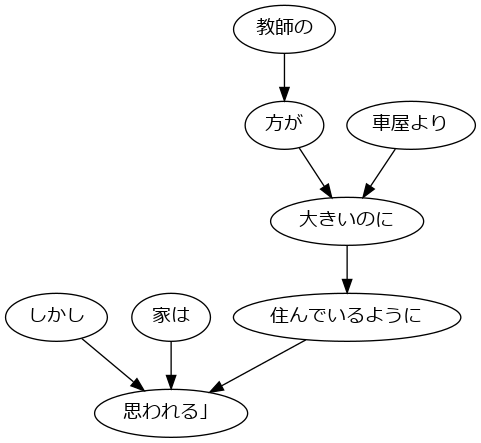 教師の
方が
車屋より
大きいのに
しかし
家は
住んでいるように
思われる」